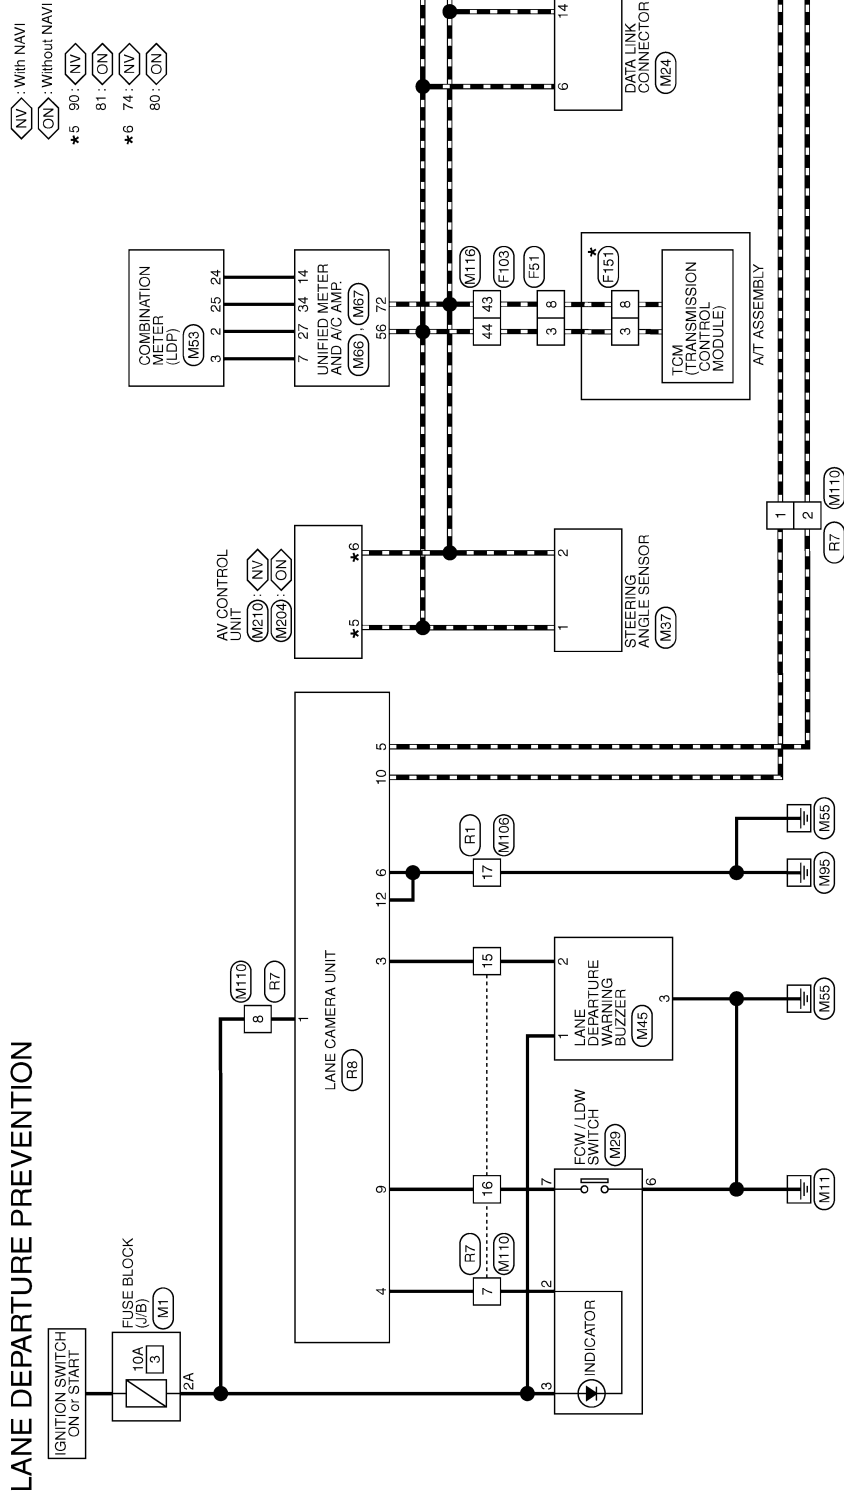 LANE DEPARTURE PREVENTION
NV : With NAVI
ON : Without NAVI
*5 90 : NV
81 : ON
*6 74 : NV
80 : ON
IGNITION SWITCH
ON or START
FUSE BLOCK
(J/B)
M1
10A
3
2A
M110
8
R7
1
LANE CAMERA UNIT
R8
4
9
3
12
6
10
5
R7
7
M110
16
15
R1
17
M106
3
2
7
INDICATOR
6
FCW / LDW
SWITCH
M29
1
2
LANE
DEPARTURE
WARNING
BUZZER
M45
3
M11
M55
M95
M55
AV CONTROL
UNIT
M210 : NV
M204 : ON
*5
*6
1
2
STEERING
ANGLE SENSOR
M37
1
2
R7
M110
COMBINATION
METER
(LDP)
M53
3
2
25
24
7
27
34
14
UNIFIED METER
AND A/C AMP.
M66 , M67
56
72
44
43
M116
F103
3
8
F51
3
8
*
F151
TCM
(TRANSMISSION
CONTROL
MODULE)
A/T ASSEMBLY
6
14
DATA LINK
CONNECTOR
M24